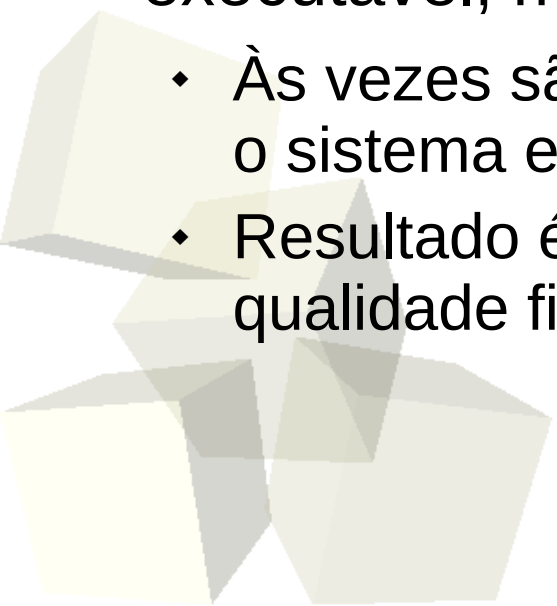 executável, m
◆ Às vezes sã
o sistema e
◆ Resultado é
qualidade fi